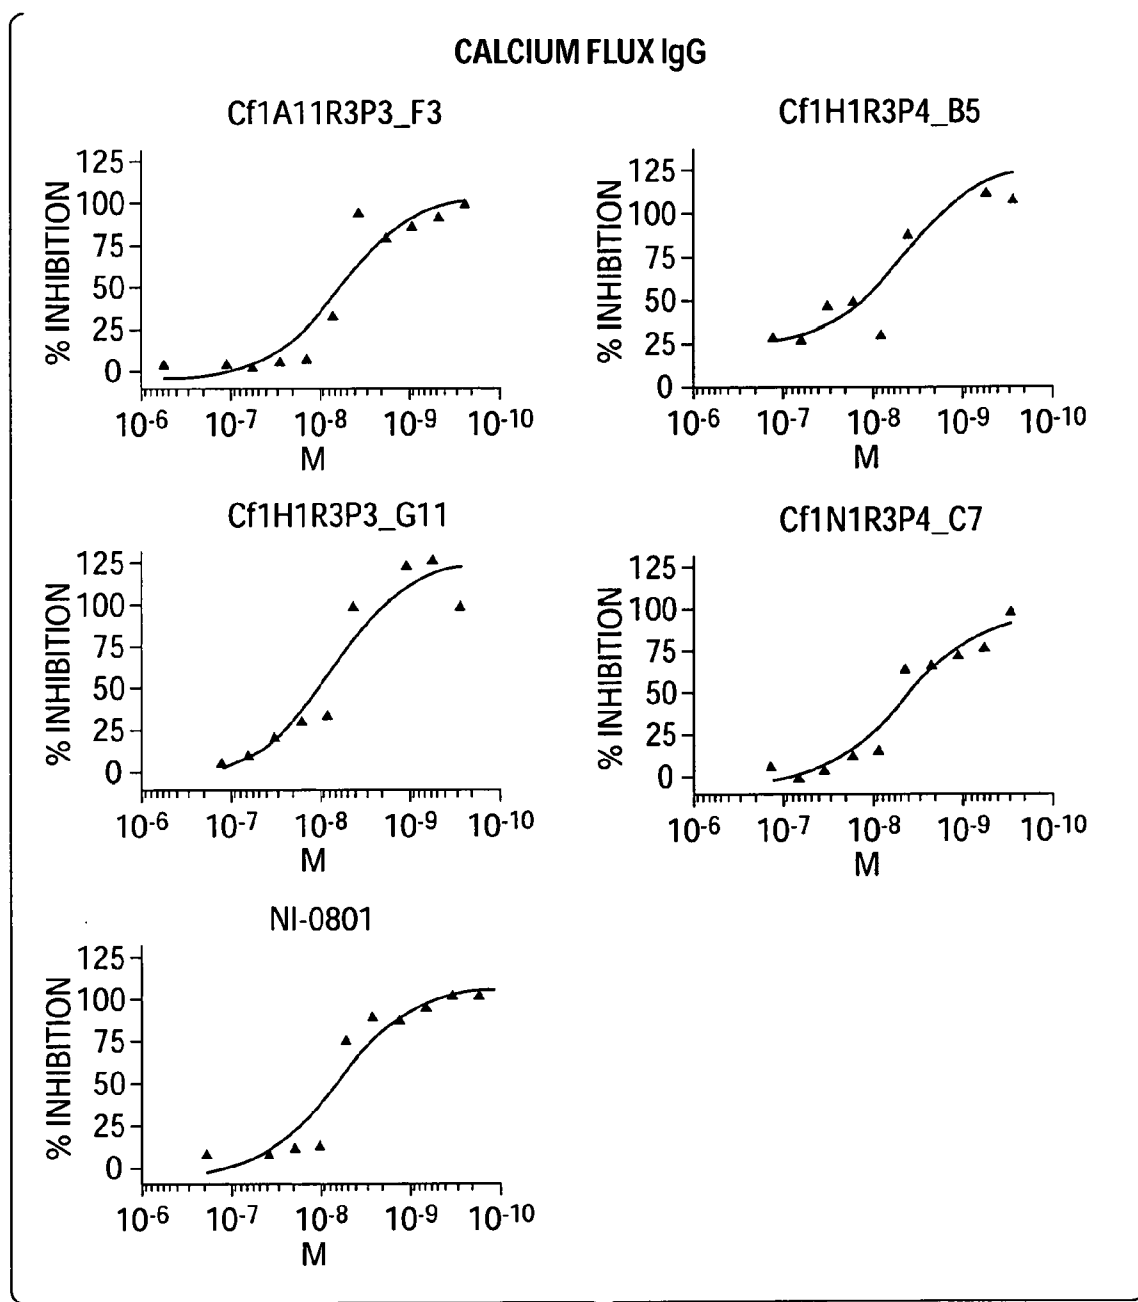 CALCIUM FLUX IgG
Cf1A11R3P3_F3
% INHIBITION
125
100
75
50
25
0
10-6 10-7 10-8 10-9 10-10
M
Cf1H1R3P4_B5
% INHIBITION
125
100
75
50
25
0
10-6 10-7 10-8 10-9 10-10
M
Cf1H1R3P3_G11
% INHIBITION
125
100
75
50
25
0
10-6 10-7 10-8 10-9 10-10
M
Cf1N1R3P4_C7
% INHIBITION
125
100
75
50
25
0
10-6 10-7 10-8 10-9 10-10
M
NI-0801
% INHIBITION
125
100
75
50
25
0
10-6 10-7 10-8 10-9 10-10
M